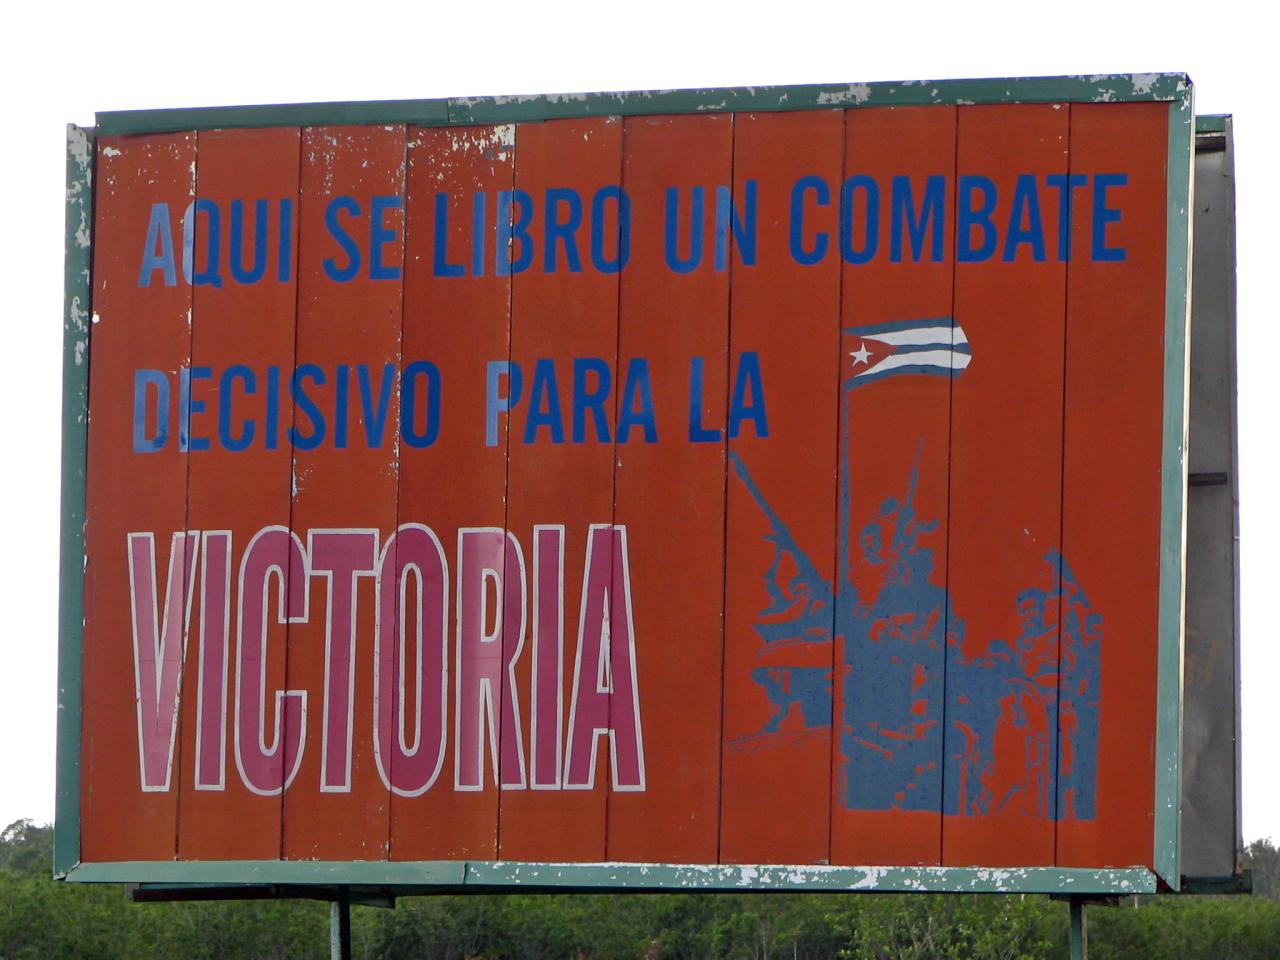 AQUI SE LIBRO UN COMBATE
DECISIVO PARA LA
VICTORIA